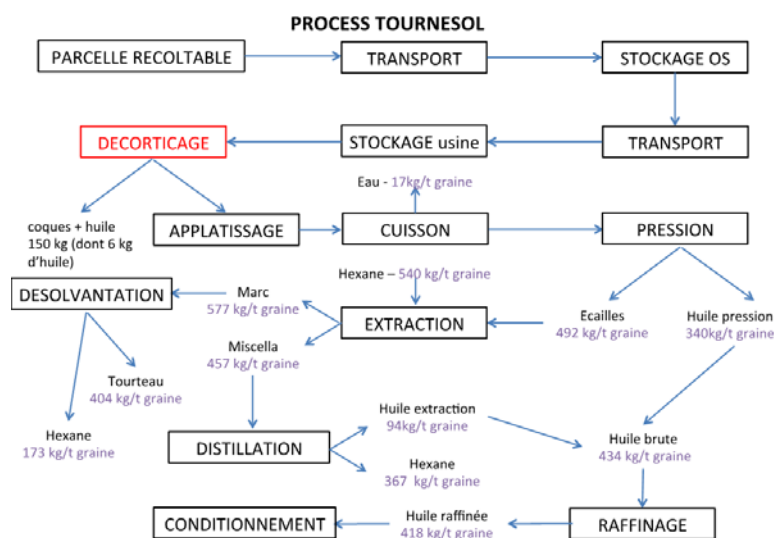 PROCESS TOURNESOL
PARCELLE RECOLTABLE
TRANSPORT
STOCKAGE OS
DECORTICAGE
STOCKAGE usine
TRANSPORT
Eau - 17kg/t graine
coques + huile
150 kg (dont 6 kg
d'huile)
APPLATISSAGE
CUISSON
PRESSION
DESOLVANTATION
Marc
577 kg/t graine
Hexane – 540 kg/t graine
EXTRACTION
Ecailles
492 kg/t graine
Huile pression
340kg/t graine
Miscella
457 kg/t graine
Tourteau
404 kg/t graine
Hexane
173 kg/t graine
DISTILLATION
Huile extraction
94kg/t graine
Hexane
367 kg/t graine
Huile brute
434 kg/t graine
CONDITIONNEMENT
Huile raffinée
418 kg/t graine
RAFFINAGE